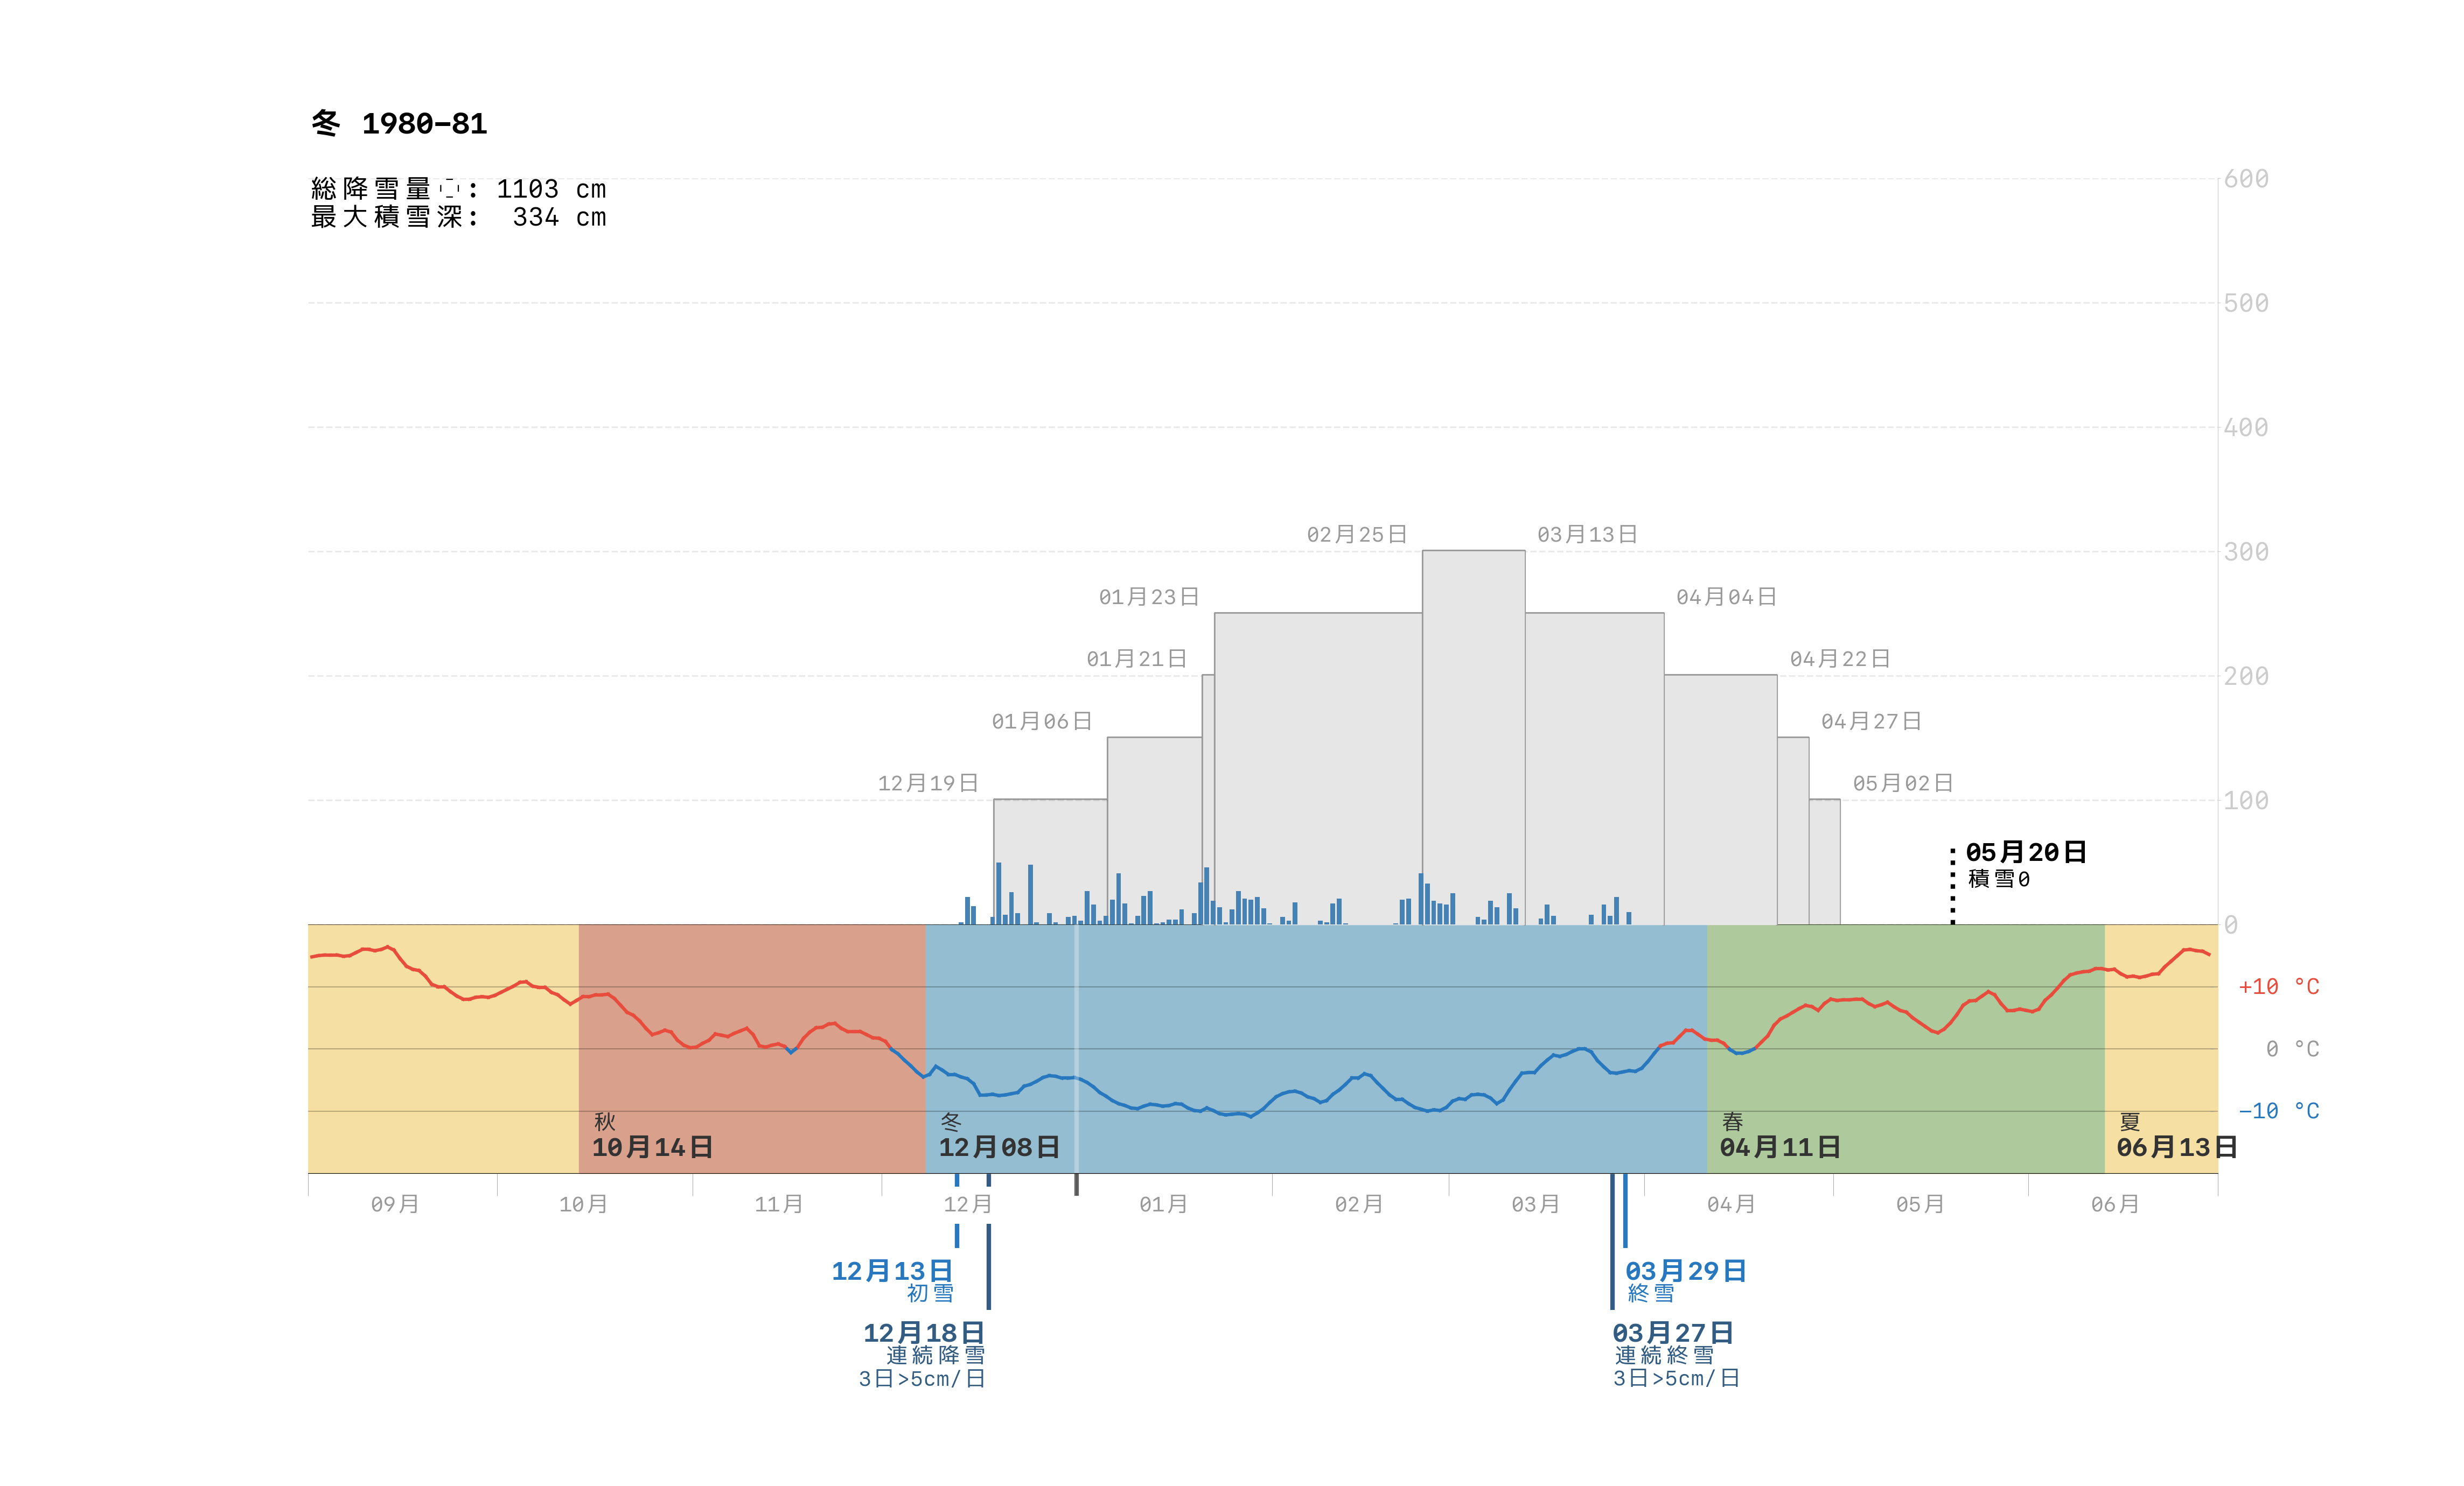 冬 1980–81
総降雪量 : 1103 cm
最大積雪深: 334 cm
600
500
400
300
200
100
0
02月25日
03月13日
01月23日
04月04日
01月21日
04月22日
01月06日
04月27日
12月19日
05月02日
05月20日
積雪0
+10 °C
0 °C
−10 °C
秋
10月14日
冬
12月08日
春
04月11日
夏
06月13日
09月
10月
11月
12月
01月
02月
03月
04月
05月
06月
12月13日
初雪
03月29日
終雪
12月18日
連続降雪
3日>5cm/日
03月27日
連続終雪
3日>5cm/日